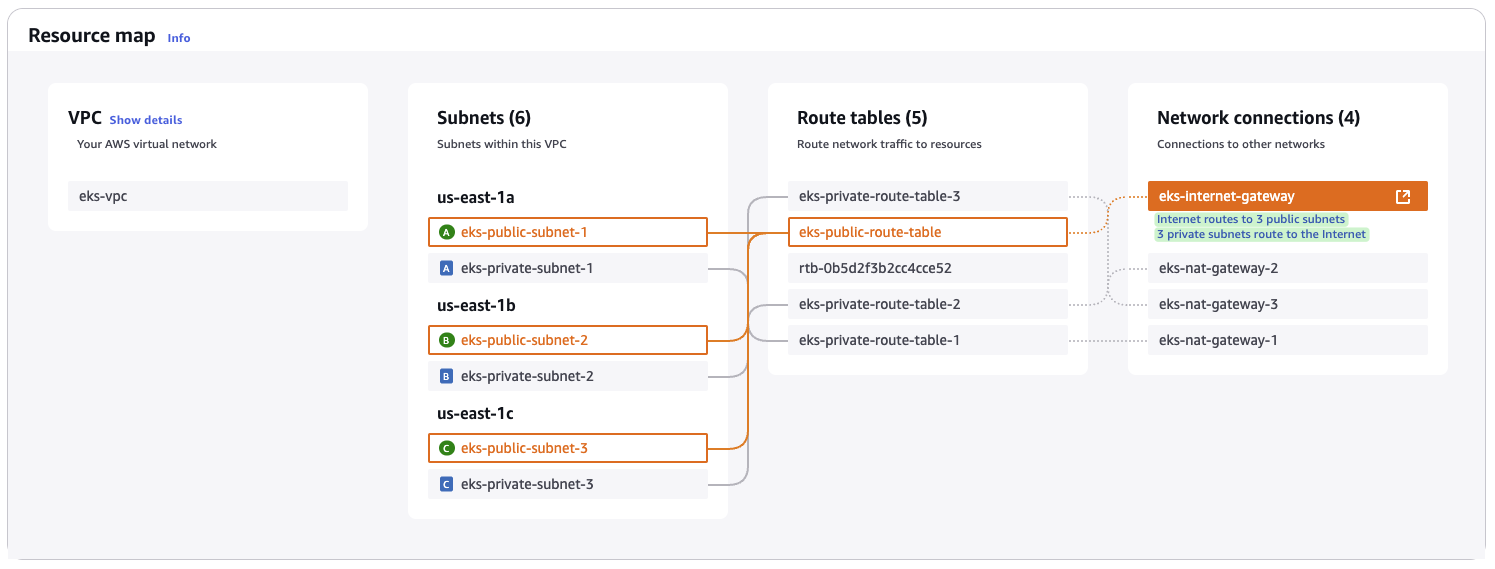 Resource map Info
VPC Show details
Your AWS virtual network
eks-vpc
Subnets (6)
Subnets within this VPC
us-east-1a
A eks-public-subnet-1
A eks-private-subnet-1
us-east-1b
B eks-public-subnet-2
B eks-private-subnet-2
us-east-1c
C eks-public-subnet-3
C eks-private-subnet-3
Route tables (5)
Route network traffic to resources
eks-private-route-table-3
eks-public-route-table
rtb-0b5d2f3b2cc4cce52
eks-private-route-table-2
eks-private-route-table-1
Network connections (4)
Connections to other networks
eks-internet-gateway
Internet routes to 3 public subnets
3 private subnets route to the Internet
eks-nat-gateway-2
eks-nat-gateway-3
eks-nat-gateway-1